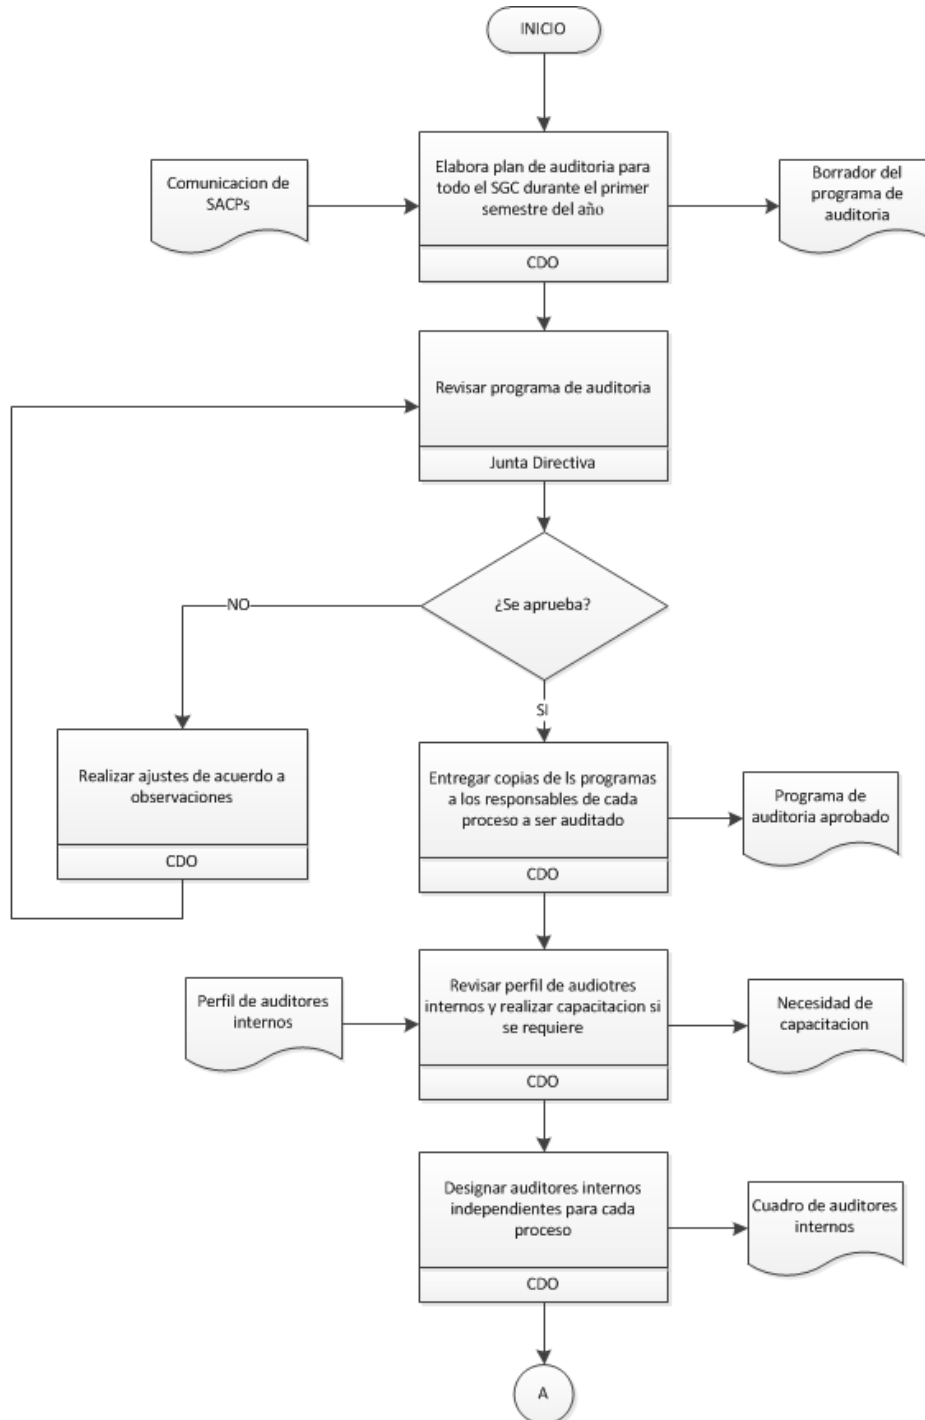 INICIO
Comunicacion de
SACPs
Elabora plan de auditoria para
todo el SGC durante el primer
semestre del año
CDO
Borrador del
programa de
auditoria
Revisar programa de auditoria
Junta Directiva
¿Se aprueba?
NO
SI
Realizar ajustes de acuerdo a
observaciones
CDO
Entregar copias de ls programas
a los responsables de cada
proceso a ser auditado
CDO
Programa de
auditoria aprobado
Perfil de auditores
internos
Revisar perfil de audiotres
internos y realizar capacitacion si
se requiere
CDO
Necesidad de
capacitacion
Designar auditores internos
independientes para cada
proceso
CDO
Cuadro de auditores
internos
A